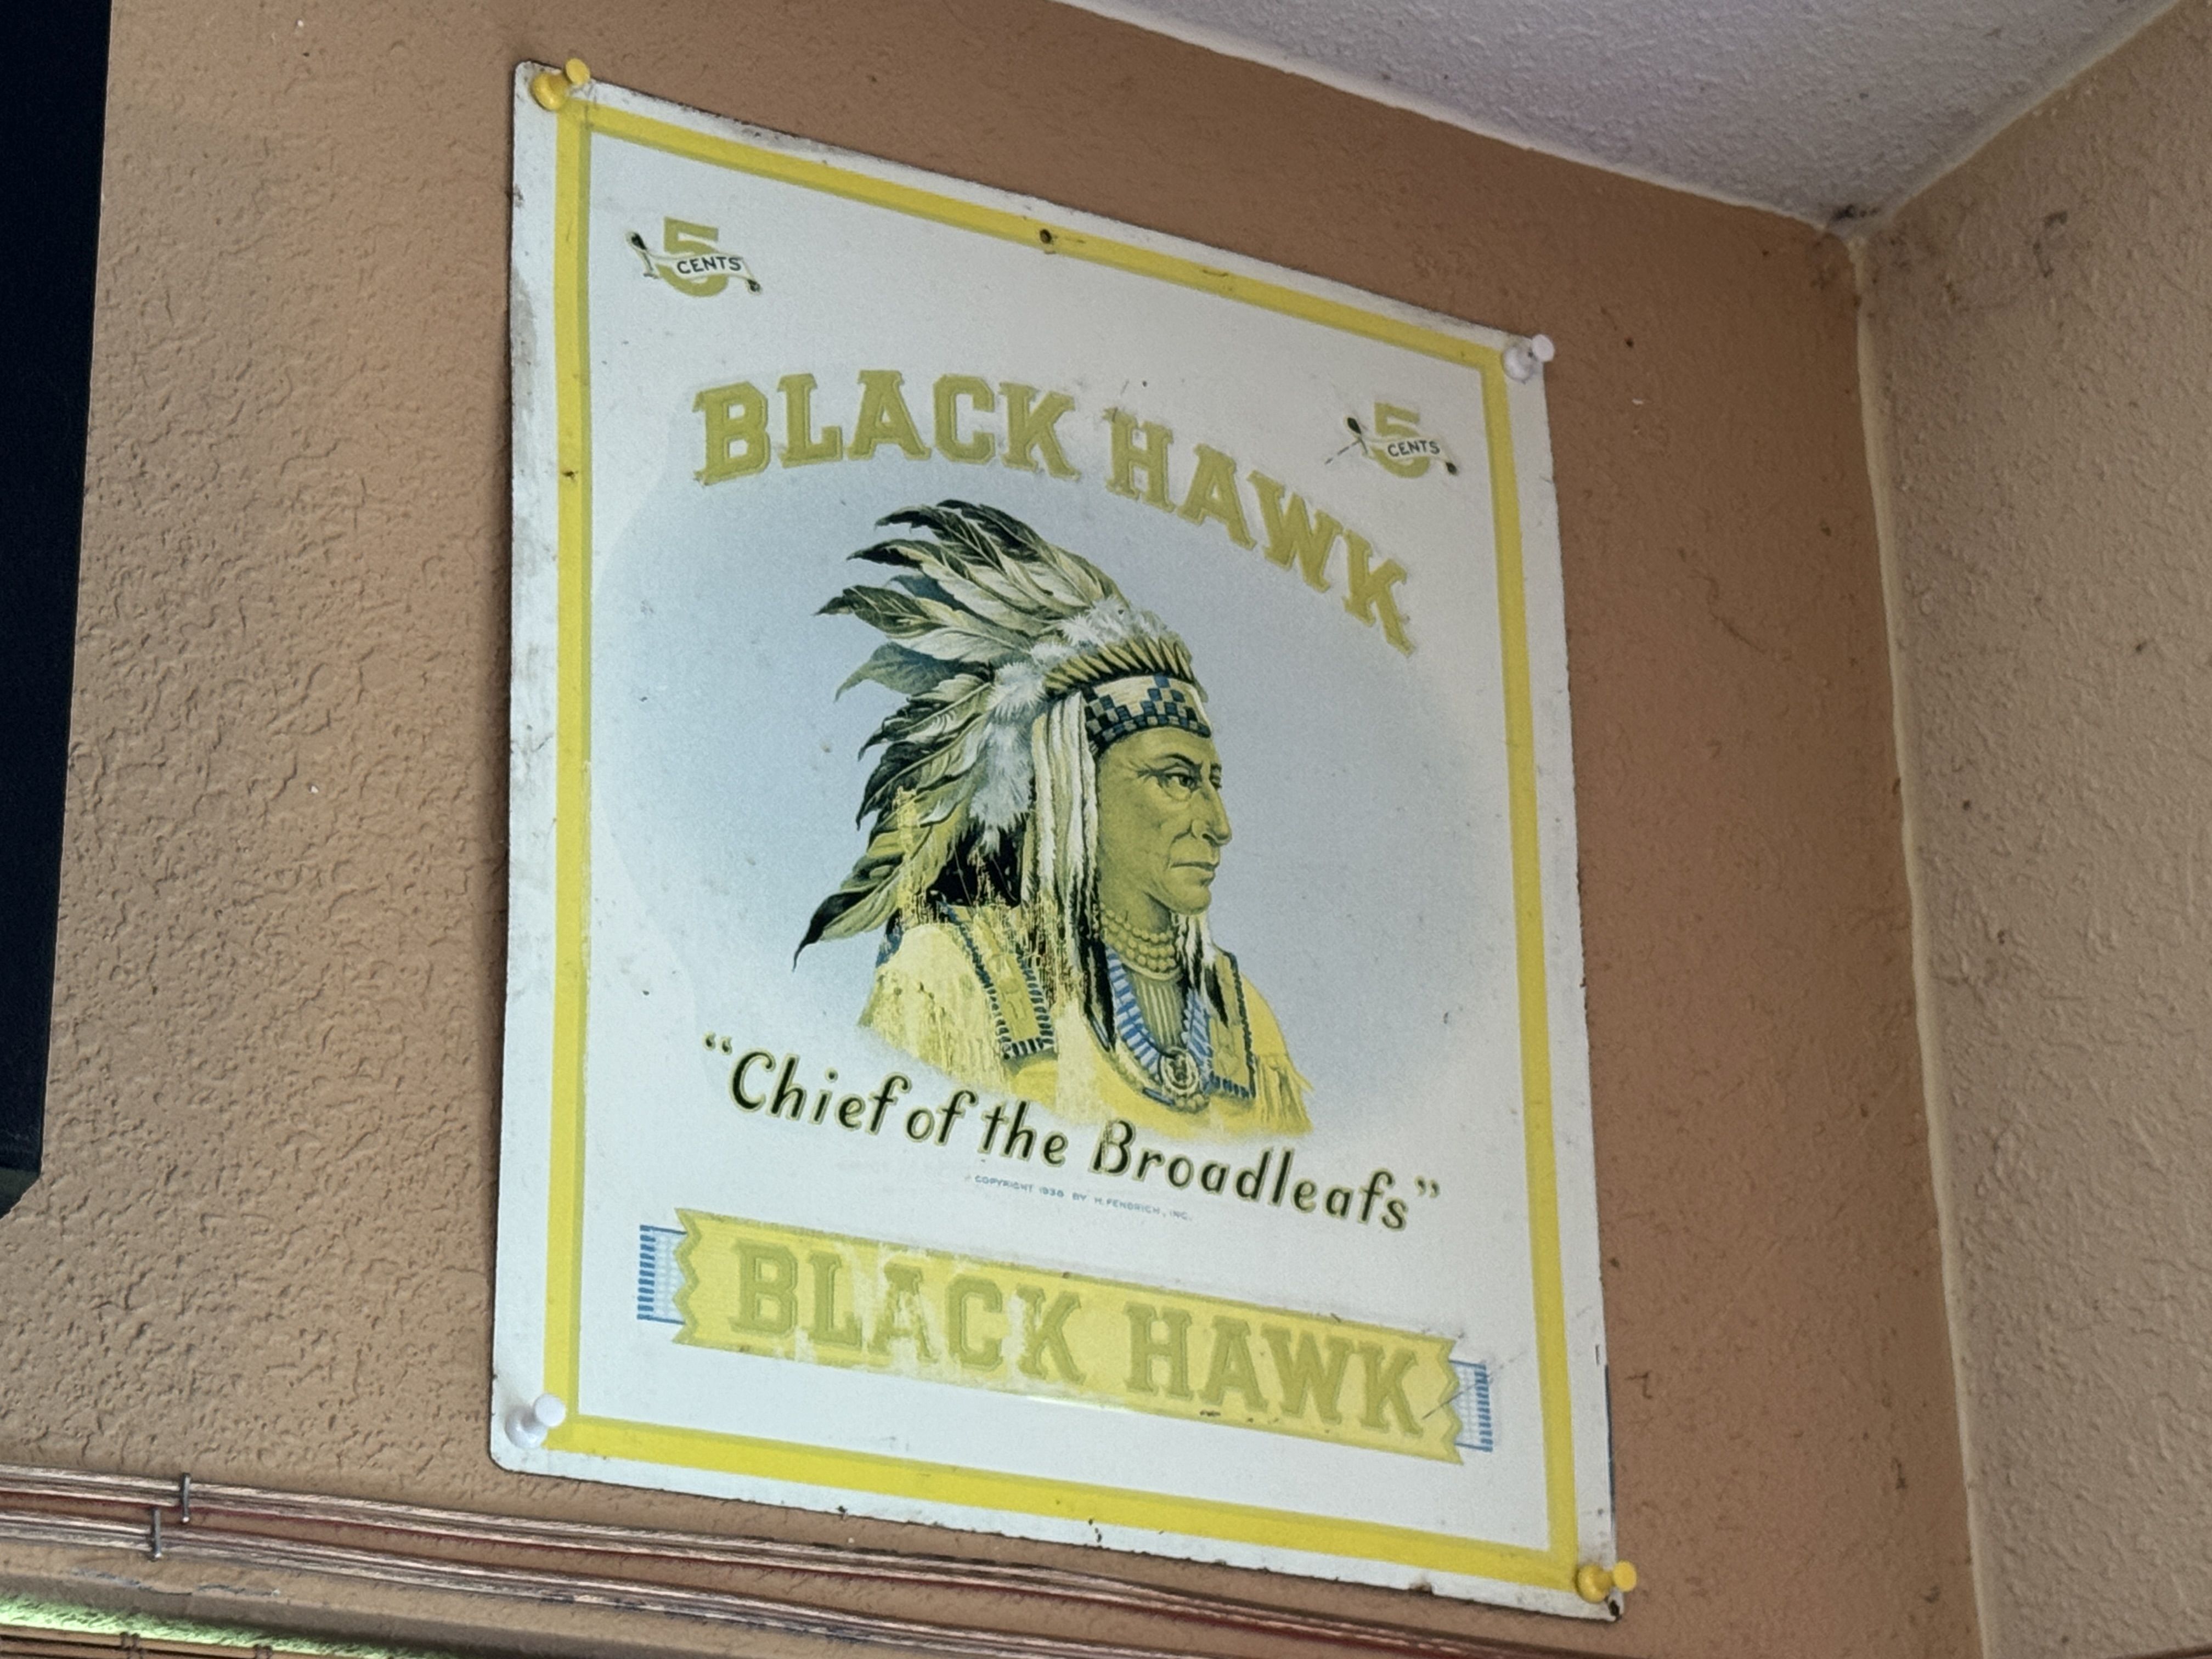 5 CENTS
BLACK HAWK
5 CENTS
"Chief of the Broadleafs"
COPYRIGHT 1938 BY H. FENDRICH, INC.
BLACK HAWK